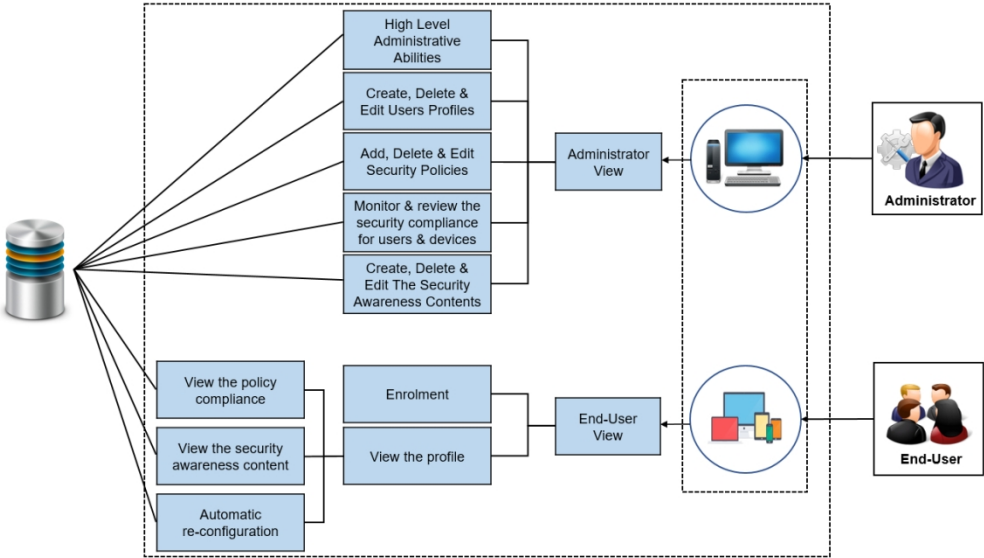 High Level
Administrative
Abilities
Create, Delete &
Edit Users Profiles
Add, Delete & Edit
Security Policies
Monitor & review the
security compliance
for users & devices
Create, Delete &
Edit The Security
Awareness Contents
Administrator
View
Administrator
View the policy
compliance
View the security
awareness content
Automatic
re-configuration
Enrolment
View the profile
End-User
View
End-User